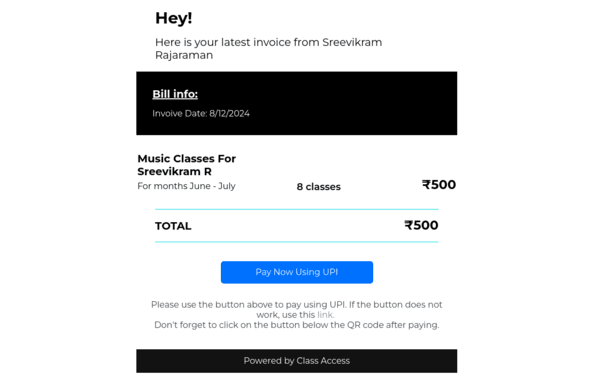 Hey!
Here is your latest invoice from Sreevikram
Rajaraman
Bill info:
Invoive Date: 8/12/2024
Music Classes For
Sreevikram R
For months June - July
8 classes
₹500
TOTAL
₹500
Pay Now Using UPI
Please use the button above to pay using UPI. If the button does not
work, use this link.
Don't forget to click on the button below the QR code after paying.
Powered by Class Access